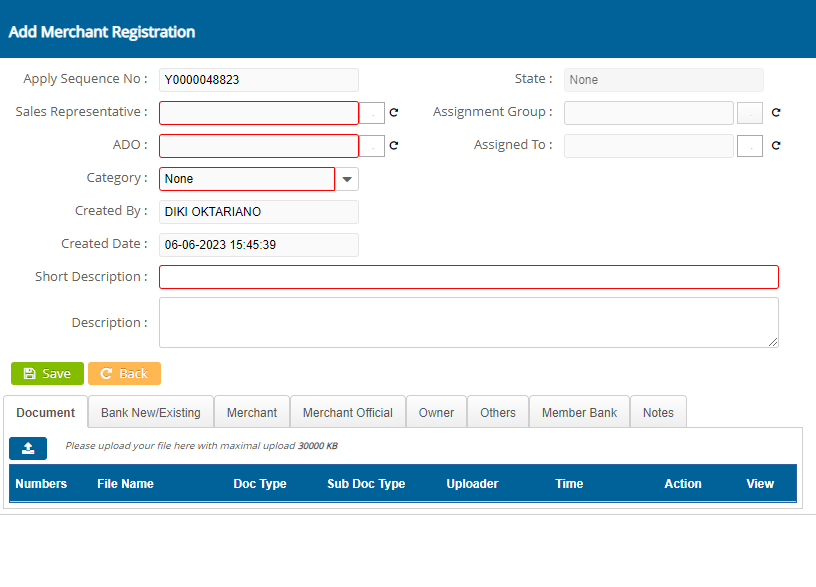 Add Merchant Registration
Apply Sequence No : Y0000048823 State : None
Sales Representative : Assignment Group :
ADO : Assigned To :
Category : None
Created By : DIKI OKTARIANO
Created Date : 06-06-2023 15:45:39
Short Description :
Description :
Save Back
Document Bank New/Existing Merchant Merchant Official Owner Others Member Bank Notes
Please upload your file here with maximal upload 30000 KB
Numbers File Name Doc Type Sub Doc Type Uploader Time Action View